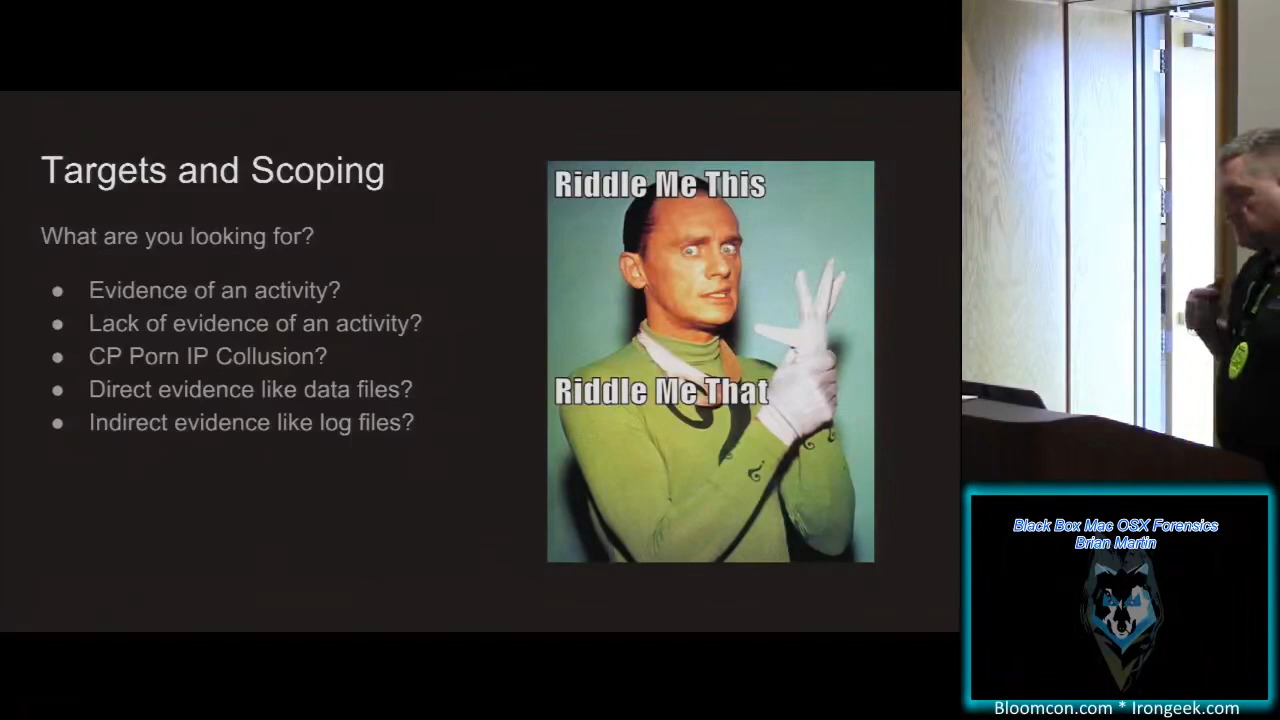 Targets and Scoping
What are you looking for?
● Evidence of an activity?
● Lack of evidence of an activity?
● CP Porn IP Collusion?
● Direct evidence like data files?
● Indirect evidence like log files?
Riddle Me This
Riddle Me That
Black Box Mac OSX Forensics
Brian Martin
Bloomcon.com * Irongeek.com